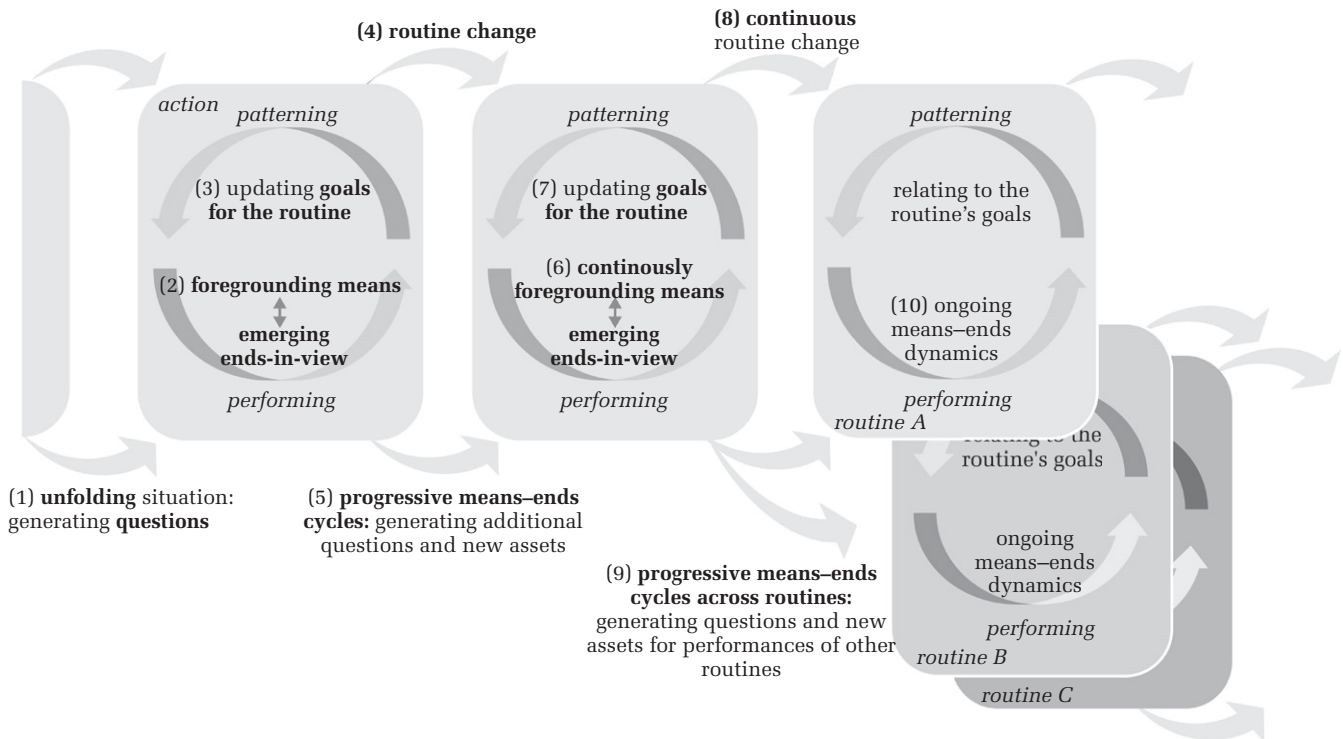 (4) routine change
(8) continuous
routine change
action
patterning
(3) updating goals
for the routine
(2) foregrounding means
emerging
ends-in-view
performing
patterning
(7) updating goals
for the routine
(6) continously
foregrounding means
emerging
ends-in-view
performing
patterning
relating to the
routine’s goals
(10) ongoing
means–ends
dynamics
performing
routine A
(1) unfolding situation:
generating questions
(5) progressive means–ends
cycles: generating additional
questions and new assets
(9) progressive means–ends
cycles across routines:
generating questions and new
assets for performances of other
routines
relating to the
routine's goals
ongoing
means–ends
dynamics
performing
routine B
routine C